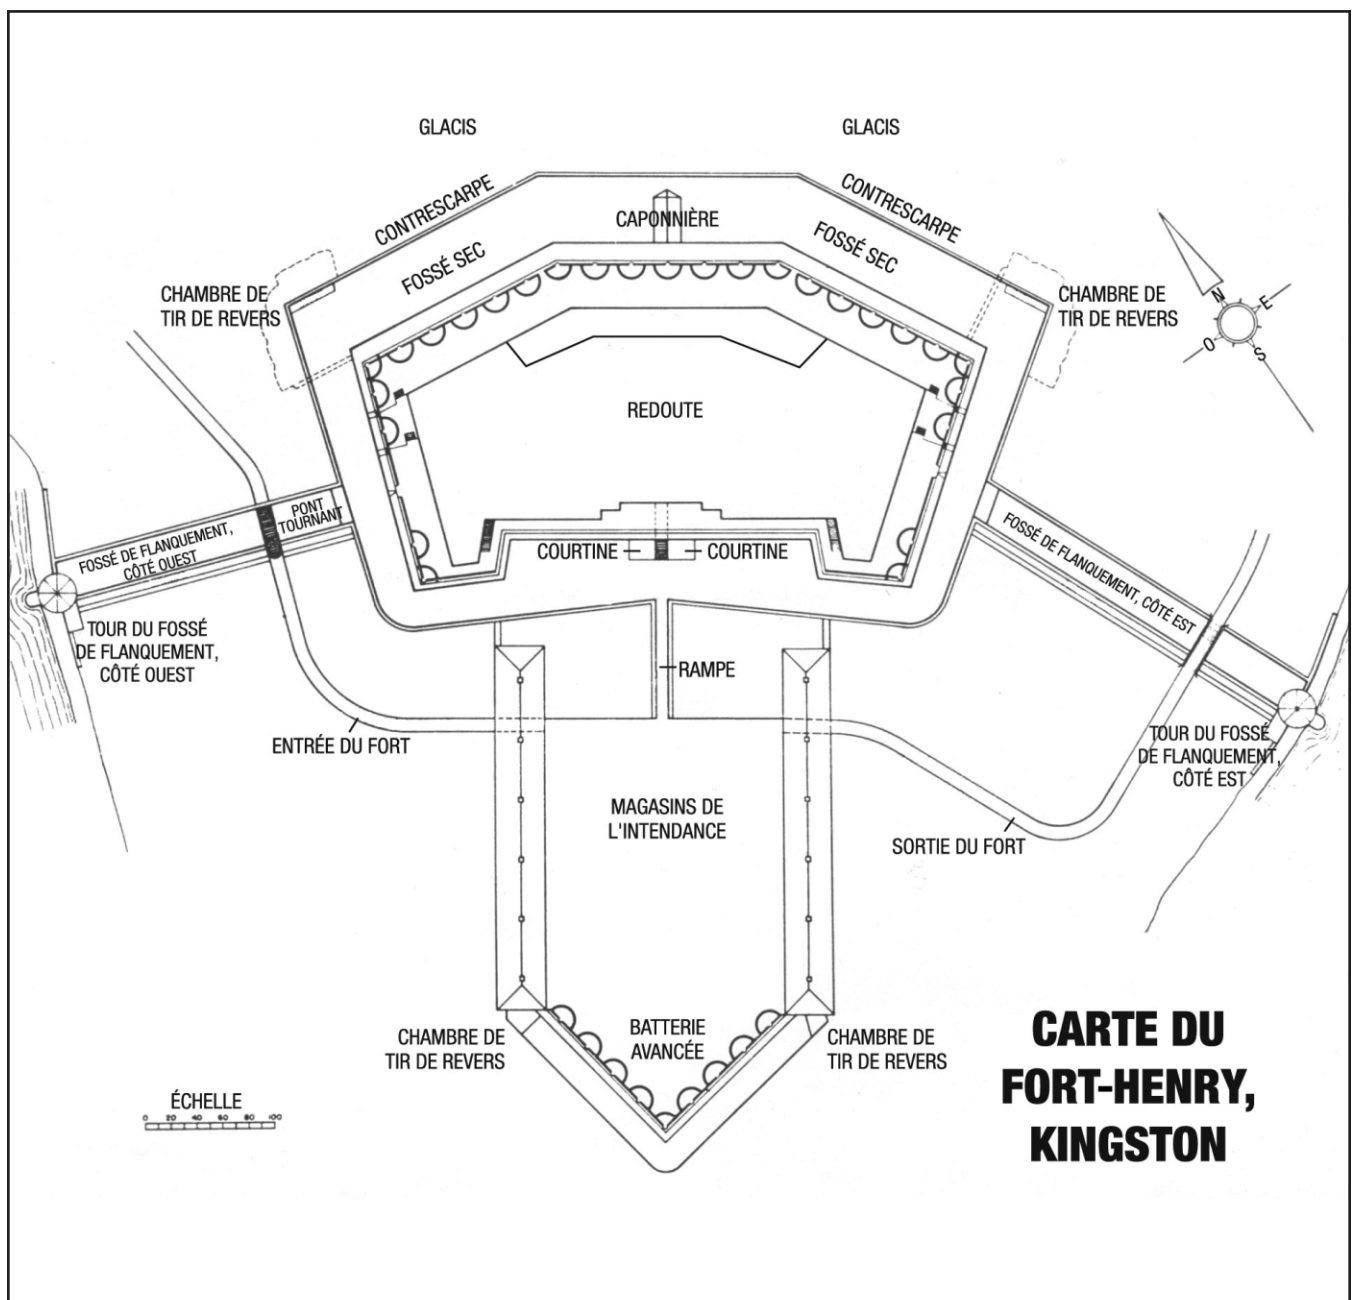 GLACIS
GLACIS
CONTRESCARPE
CONTRESCARPE
CAPONNIÈRE
FOSSÉ SEC
FOSSÉ SEC
CHAMBRE DE
TIR DE REVERS
CHAMBRE DE
TIR DE REVERS
N
E
O
S
REDOUTE
PONT
TOURNANT
FOSSÉ DE FLANQUEMENT,
CÔTÉ OUEST
COURTINE
COURTINE
FOSSÉ DE FLANQUEMENT, CÔTÉ EST
TOUR DU FOSSÉ
DE FLANQUEMENT,
CÔTÉ OUEST
RAMPE
ENTRÉE DU FORT
TOUR DU FOSSÉ
DE FLANQUEMENT,
CÔTÉ EST
MAGASINS DE
L'INTENDANCE
SORTIE DU FORT
CHAMBRE DE
TIR DE REVERS
BATTERIE
AVANCÉE
CHAMBRE DE
TIR DE REVERS
CARTE DU
FORT-HENRY,
KINGSTON
ÉCHELLE
0 20 40 60 80 100